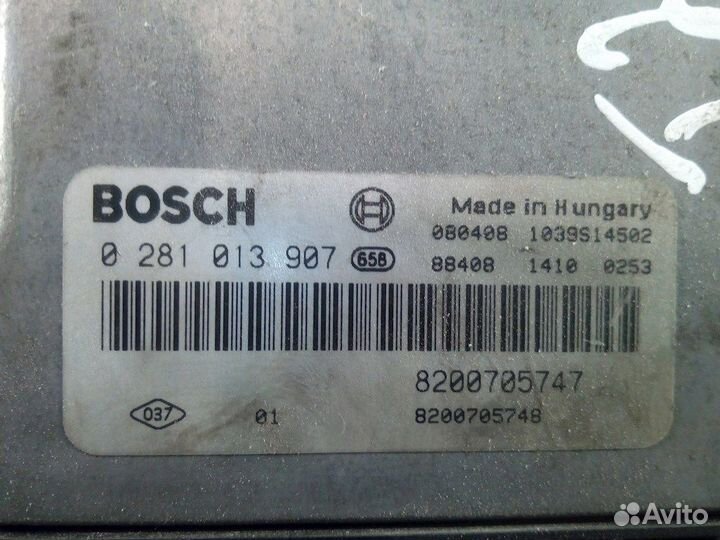 BOSCH
Made in Hungary
080408 1039S14502
0 281 013 907 658
88408 1410 0253
8200705747
037 01 8200705748
Avito